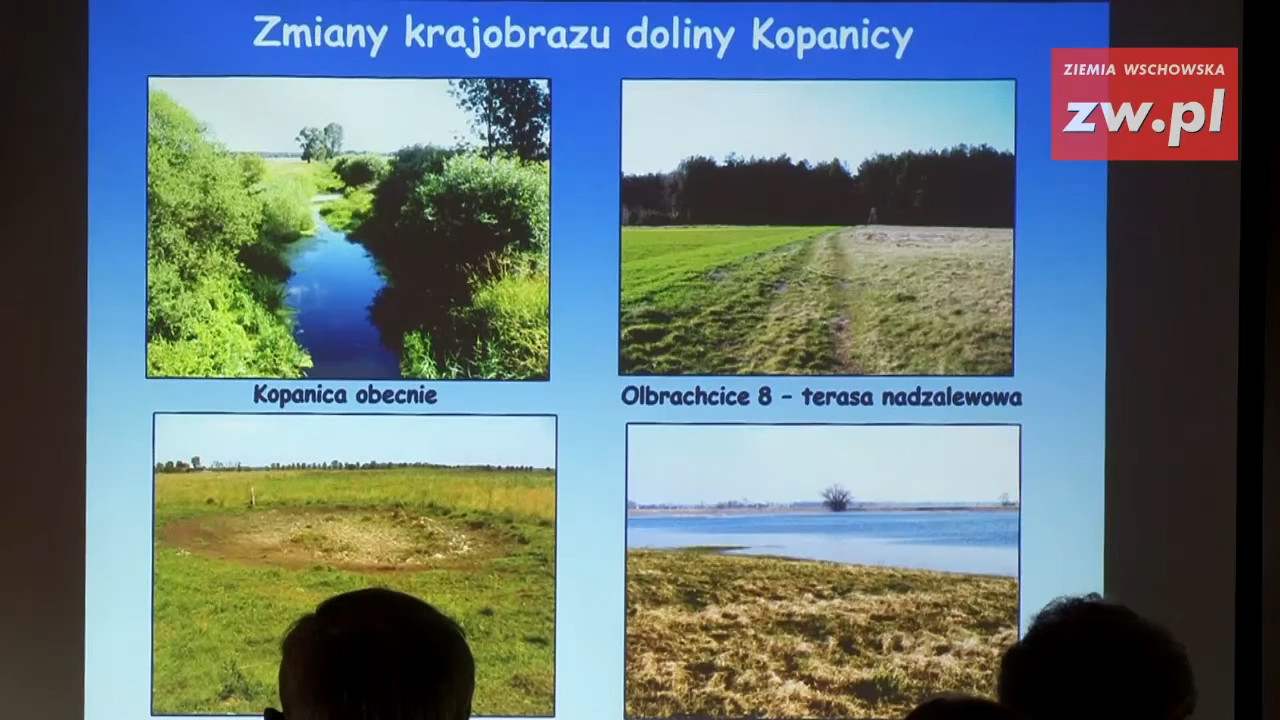 Zmiany krajobrazu doliny Kopanicy
ZIEMIA WSCHOWSKA
zw.pl
Kopanica obecnie
Olbrachcice 8 - terasa nadzalewowa